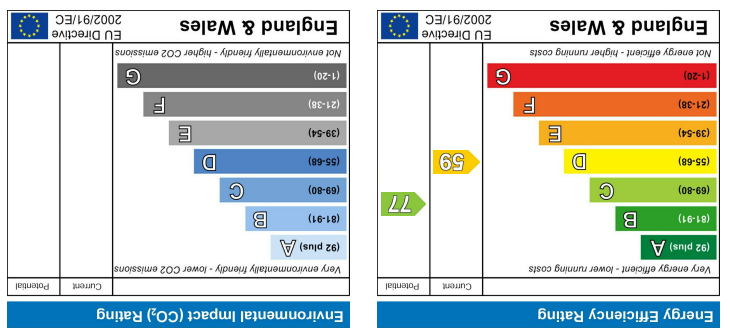 Energy Efficiency Rating
Current Potential
Very energy efficient - lower running costs
(92 plus) A
(81-91) B
(69-80) C
(55-68) D
(39-54) E
(21-38) F
(1-20) G
Not energy efficient - higher running costs
59
77
England & Wales
EU Directive
2002/91/EC
Environmental Impact (CO₂) Rating
Current Potential
Very environmentally friendly - lower CO2 emissions
(92 plus) A
(81-91) B
(69-80) C
(55-68) D
(39-54) E
(21-38) F
(1-20) G
Not environmentally friendly - higher CO2 emissions
England & Wales
EU Directive
2002/91/EC